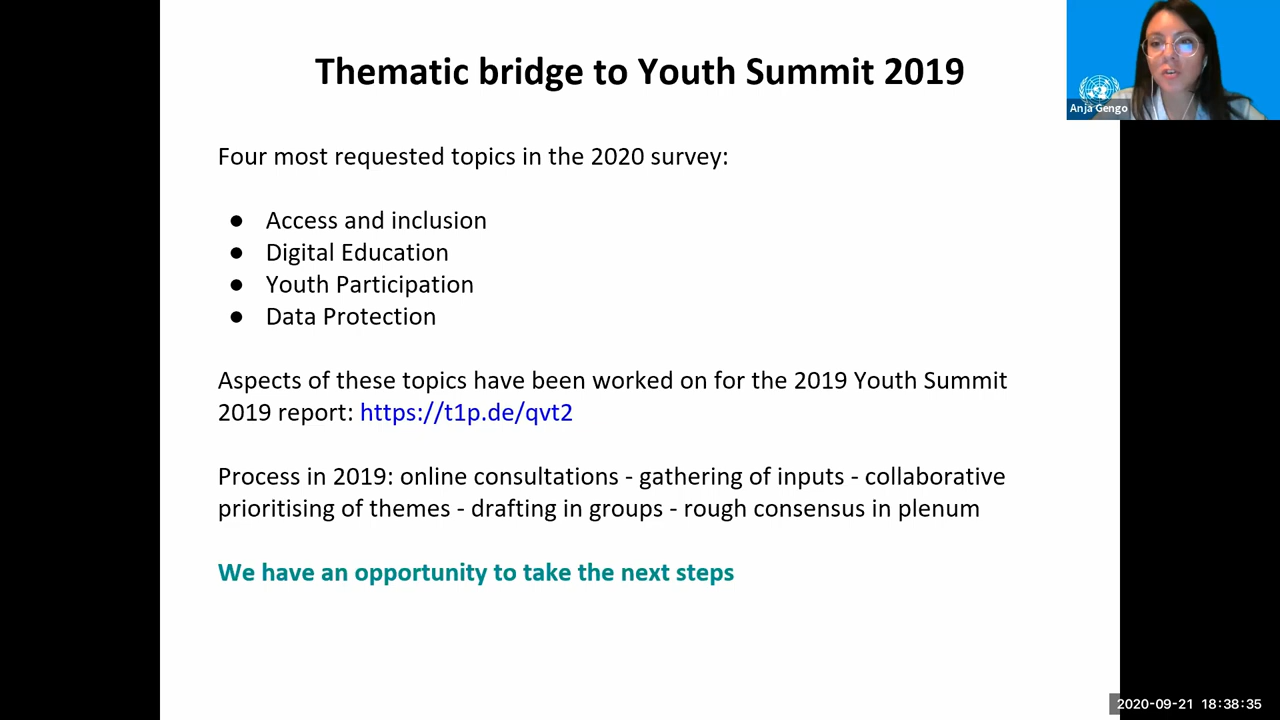 Thematic bridge to Youth Summit 2019
Anja Gengo
Four most requested topics in the 2020 survey:
● Access and inclusion
● Digital Education
● Youth Participation
● Data Protection
Aspects of these topics have been worked on for the 2019 Youth Summit
2019 report: https://t1p.de/qvt2
Process in 2019: online consultations - gathering of inputs - collaborative
prioritising of themes - drafting in groups - rough consensus in plenum
We have an opportunity to take the next steps
2020-09-21 18:38:35